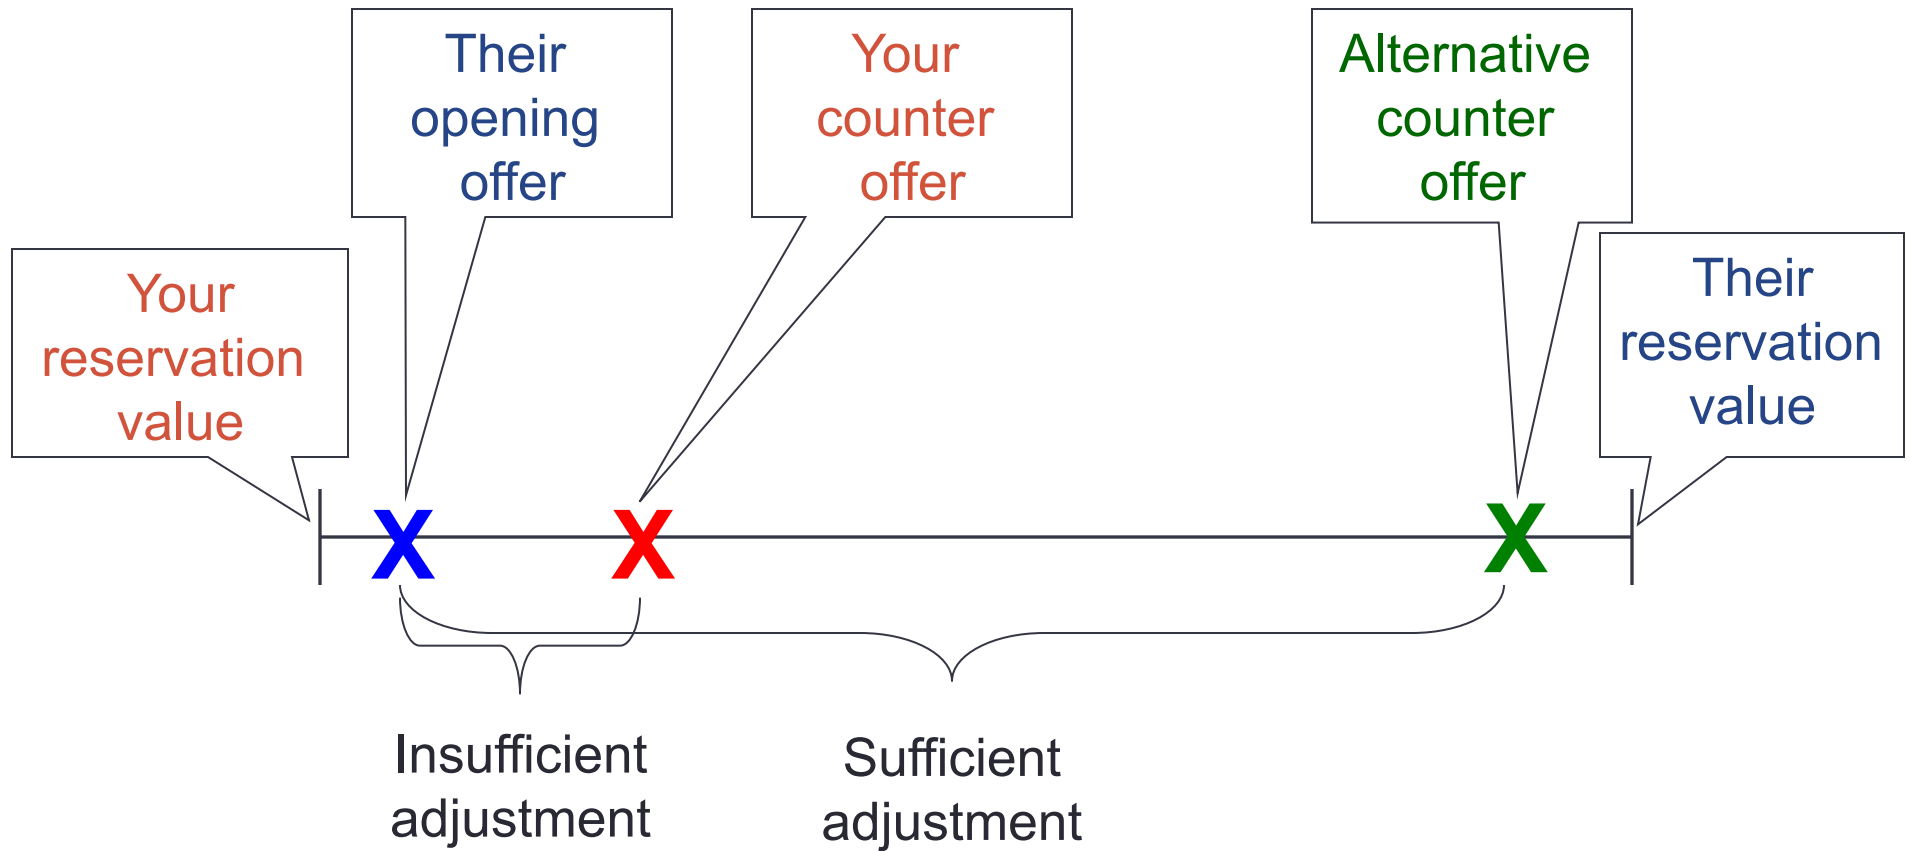 Their
opening
offer
Your
counter
offer
Alternative
counter
offer
Your
reservation
value
Their
reservation
value
X
X
X
Insufficient
adjustment
Sufficient
adjustment